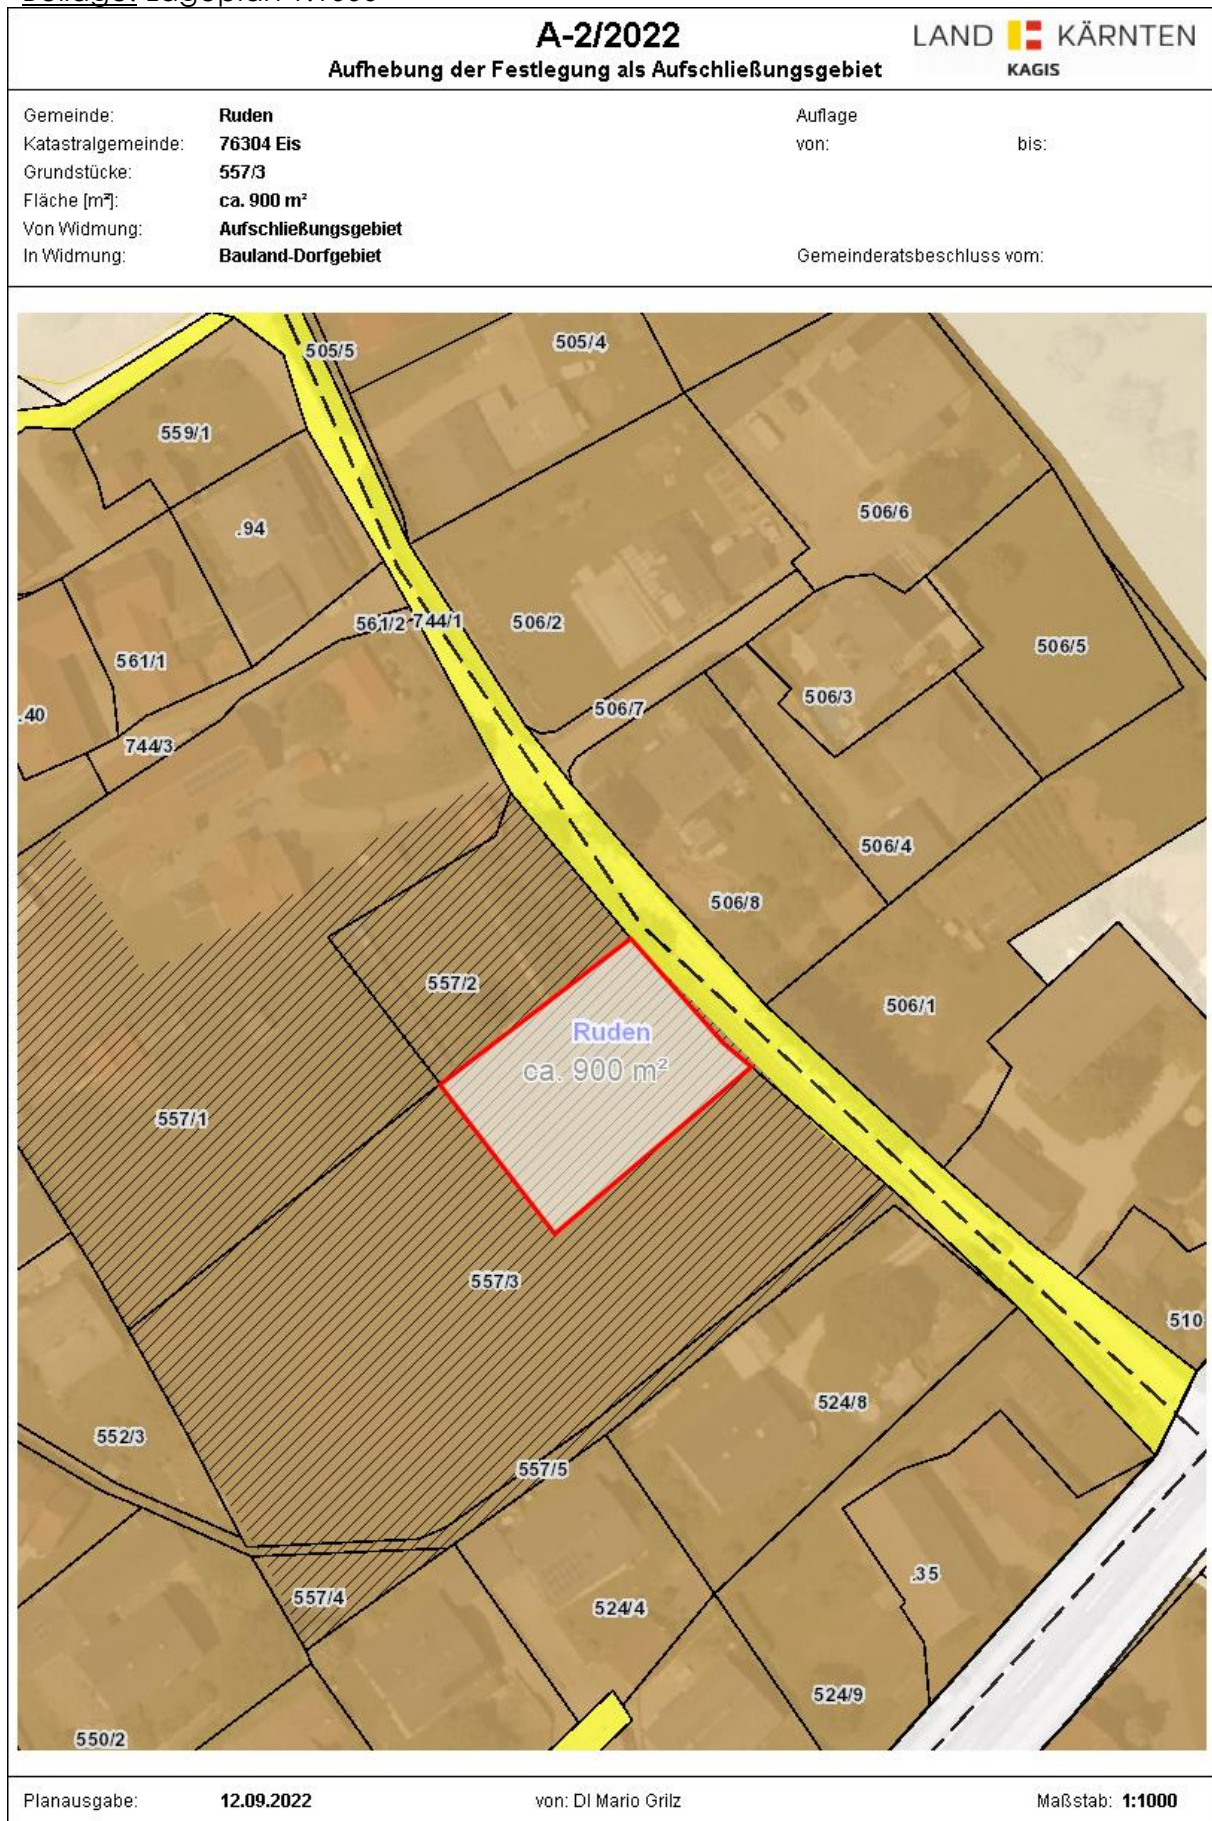 Beilage: Lageplan 1:1000
A-2/2022
Aufhebung der Festlegung als Aufschließungsgebiet
LAND KÄRNTEN
KAGIS
Gemeinde: Ruden
Auflage
Katastralgemeinde: 76304 Eis
von: bis:
Grundstücke: 557/3
Fläche [m²]: ca. 900 m²
Von Widmung: Aufschließungsgebiet
In Widmung: Bauland-Dorfgebiet
Gemeinderatsbeschluss vom:
505/5
505/4
559/1
506/6
.94
561/2
744/1
506/2
506/5
561/1
506/3
506/7
.40
744/3
506/4
506/8
557/2
506/1
Ruden
ca. 900 m²
557/1
557/3
510
524/8
552/3
557/5
.35
557/4
524/4
524/9
550/2
Planausgabe: 12.09.2022
von: DI Mario Grilz
Maßstab: 1:1000